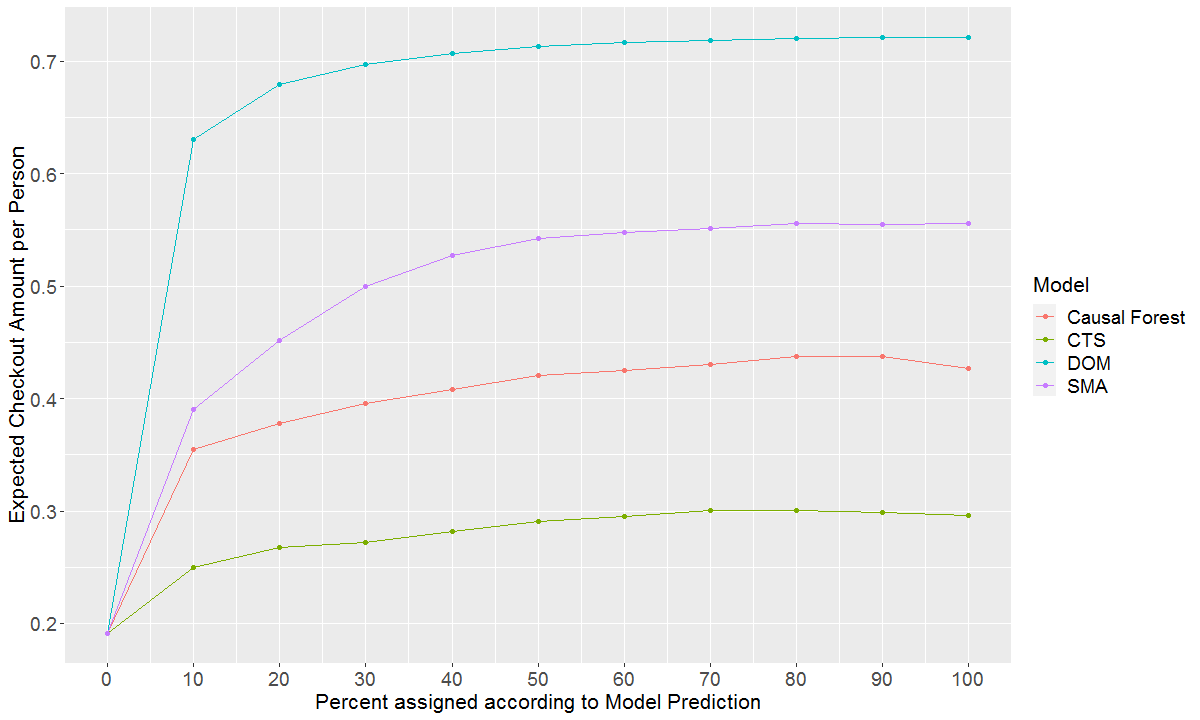 Expected Checkout Amount per Person
0.7
0.6
0.5
0.4
0.3
0.2
0 10 20 30 40 50 60 70 80 90 100
Percent assigned according to Model Prediction
Model
Causal Forest
CTS
DOM
SMA